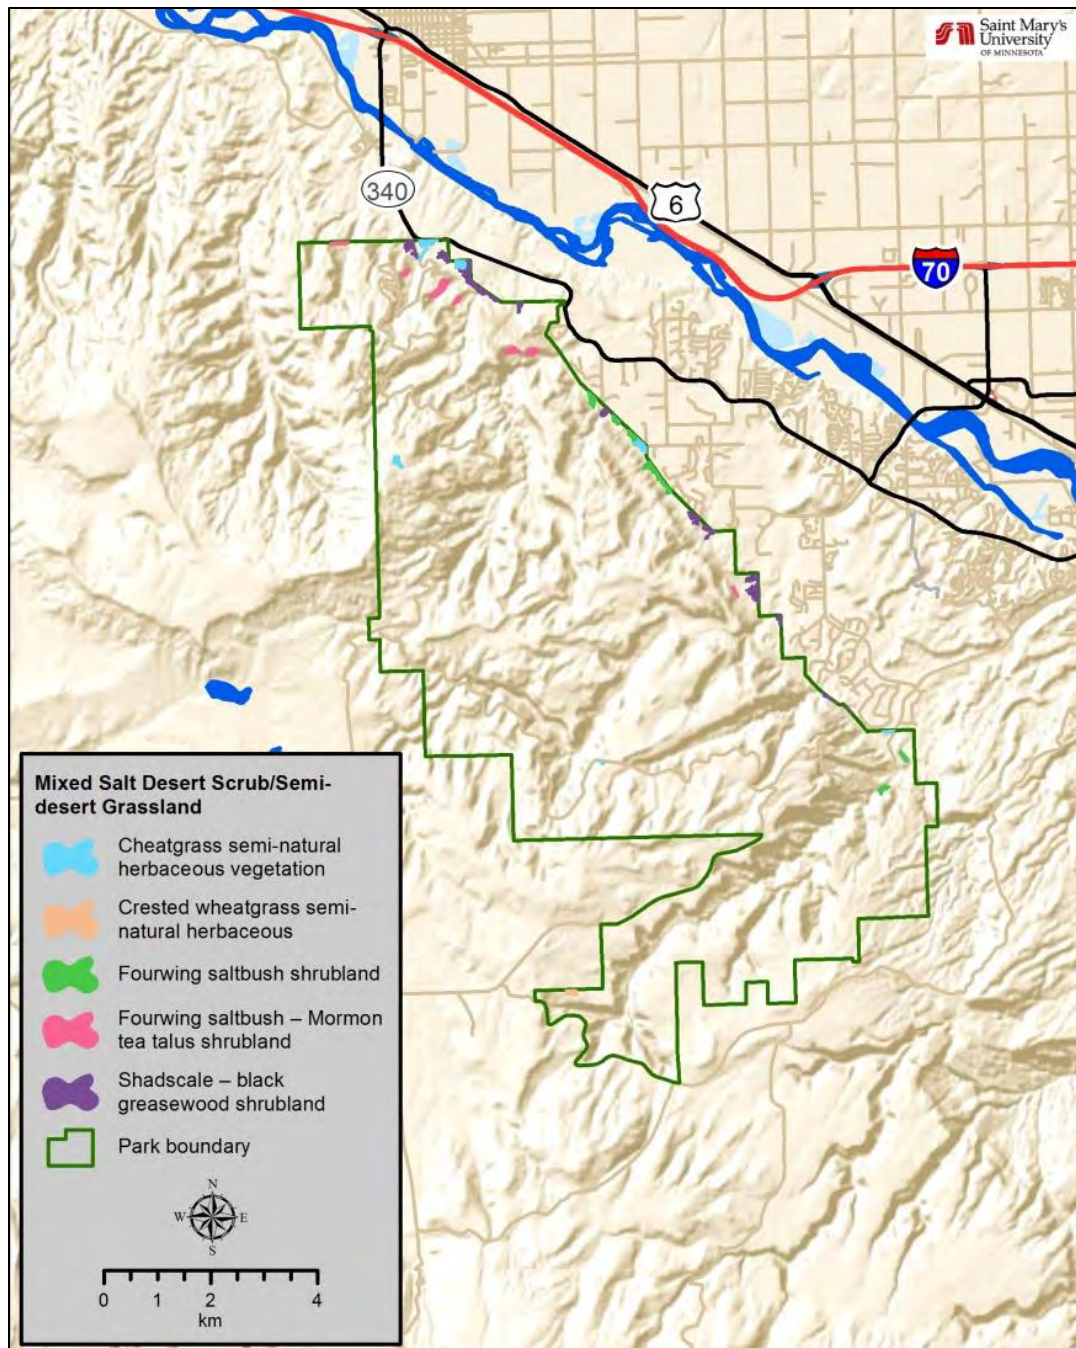 Saint Mary's
University
OF MINNESOTA
340
6
70
Mixed Salt Desert Scrub/Semi-
desert Grassland
Cheatgrass semi-natural
herbaceous vegetation
Crested wheatgrass semi-
natural herbaceous
Fourwing saltbush shrubland
Fourwing saltbush – Mormon
tea talus shrubland
Shadscale – black
greasewood shrubland
Park boundary
N
W E
S
0 1 2 4
km